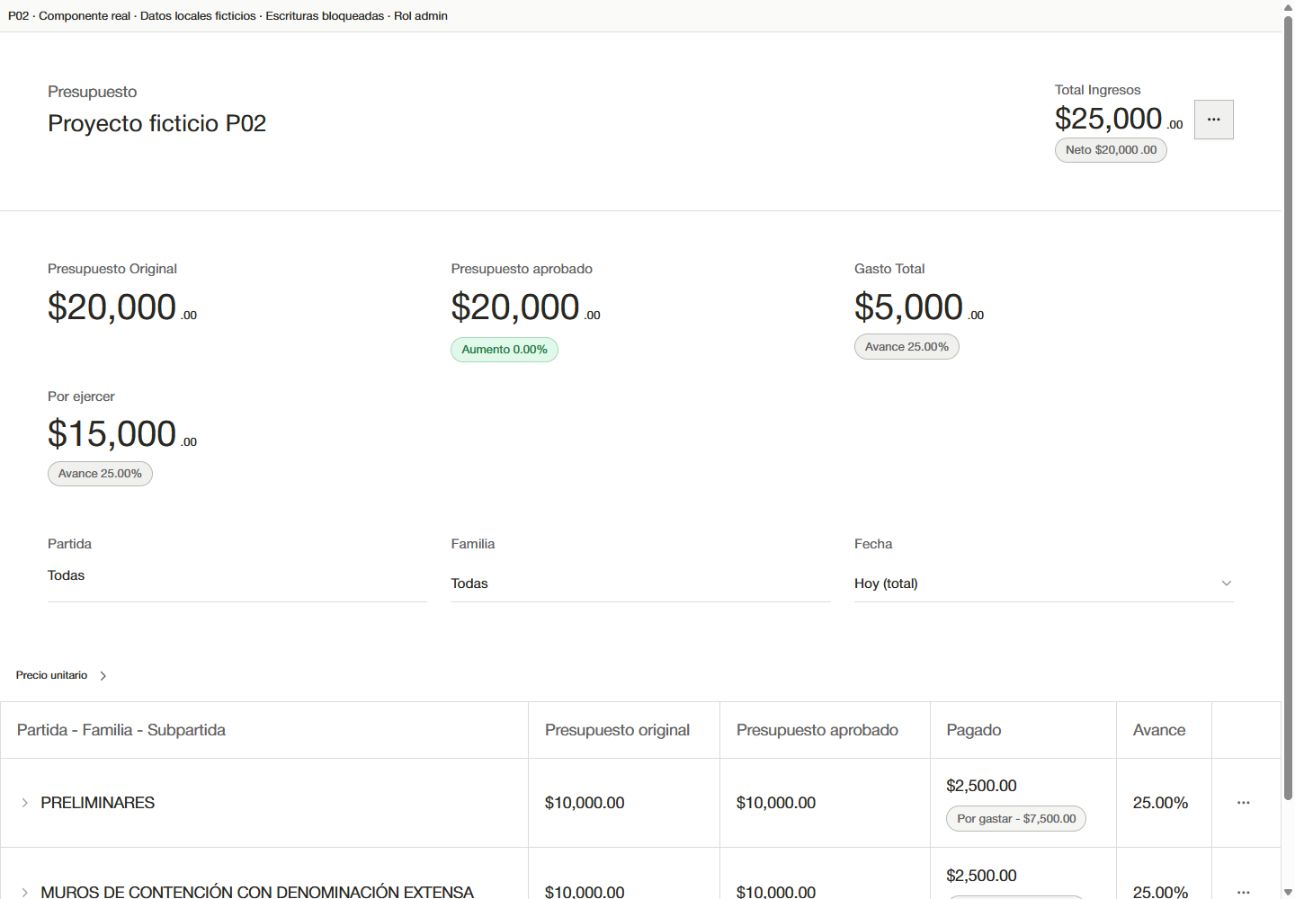 P02 · Componente real · Datos locales ficticios · Escrituras bloqueadas · Rol admin
Presupuesto
Proyecto ficticio P02
Total Ingresos
$25,000.00
...
Neto $20,000.00
Presupuesto Original
$20,000.00
Presupuesto aprobado
$20,000.00
Aumento 0.00%
Gasto Total
$5,000.00
Avance 25.00%
Por ejercer
$15,000.00
Avance 25.00%
Partida
Todas
Familia
Todas
Fecha
Hoy (total)
Precio unitario
Partida - Familia - Subpartida Presupuesto original Presupuesto aprobado Pagado Avance
PRELIMINARES $10,000.00 $10,000.00 $2,500.00 25.00% ...
Por gastar - $7,500.00
MUROS DE CONTENCIÓN CON DENOMINACIÓN EXTENSA $10,000.00 $10,000.00 $2,500.00 25.00% ...